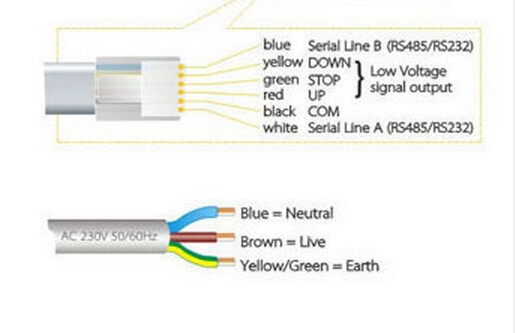 blue Serial Line B (RS485/RS232)
yellow DOWN
green STOP
red UP
Low Voltage
signal output
black COM
white Serial Line A (RS485/RS232)
AC 230V 50/60Hz
Blue = Neutral
Brown = Live
Yellow/Green = Earth